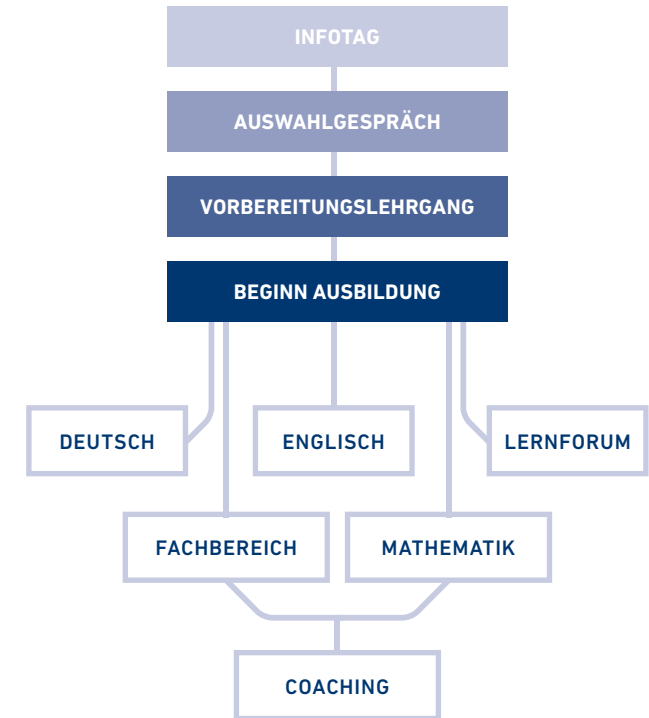 INFOTAG
AUSWAHLGESPRÄCH
VORBEREITUNGSLEHRGANG
BEGINN AUSBILDUNG
DEUTSCH
ENGLISCH
LERNFORUM
FACHBEREICH
MATHEMATIK
COACHING